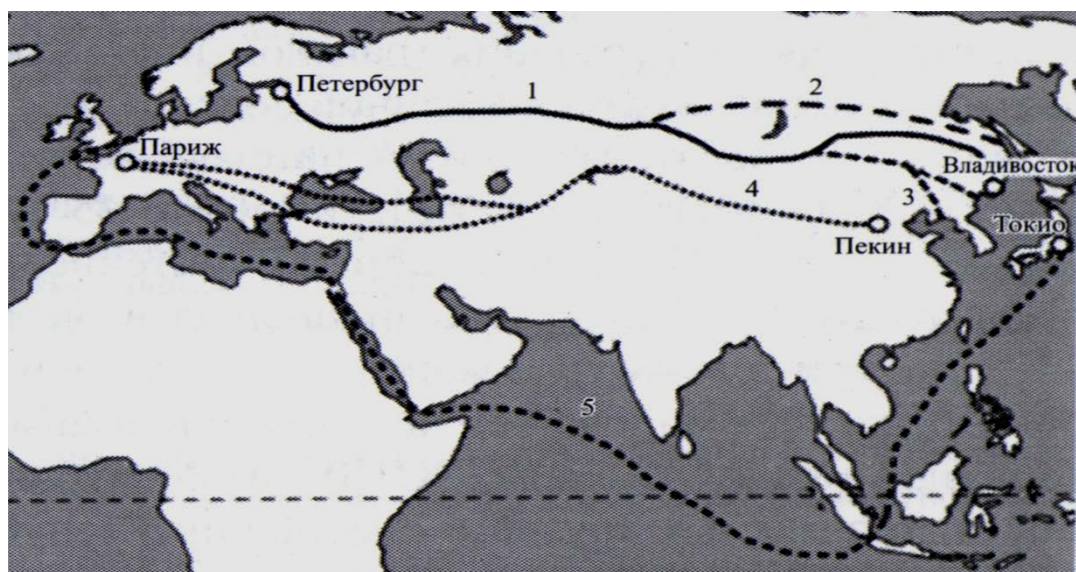 Петербург
1
2
Париж
Владивосток
3
4
Токио
Пекин
5